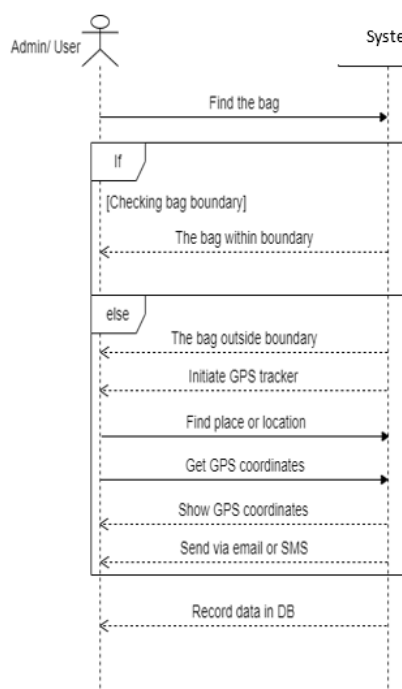 Admin/ User
Syste
Find the bag
If
[Checking bag boundary]
The bag within boundary
else
The bag outside boundary
Initiate GPS tracker
Find place or location
Get GPS coordinates
Show GPS coordinates
Send via email or SMS
Record data in DB